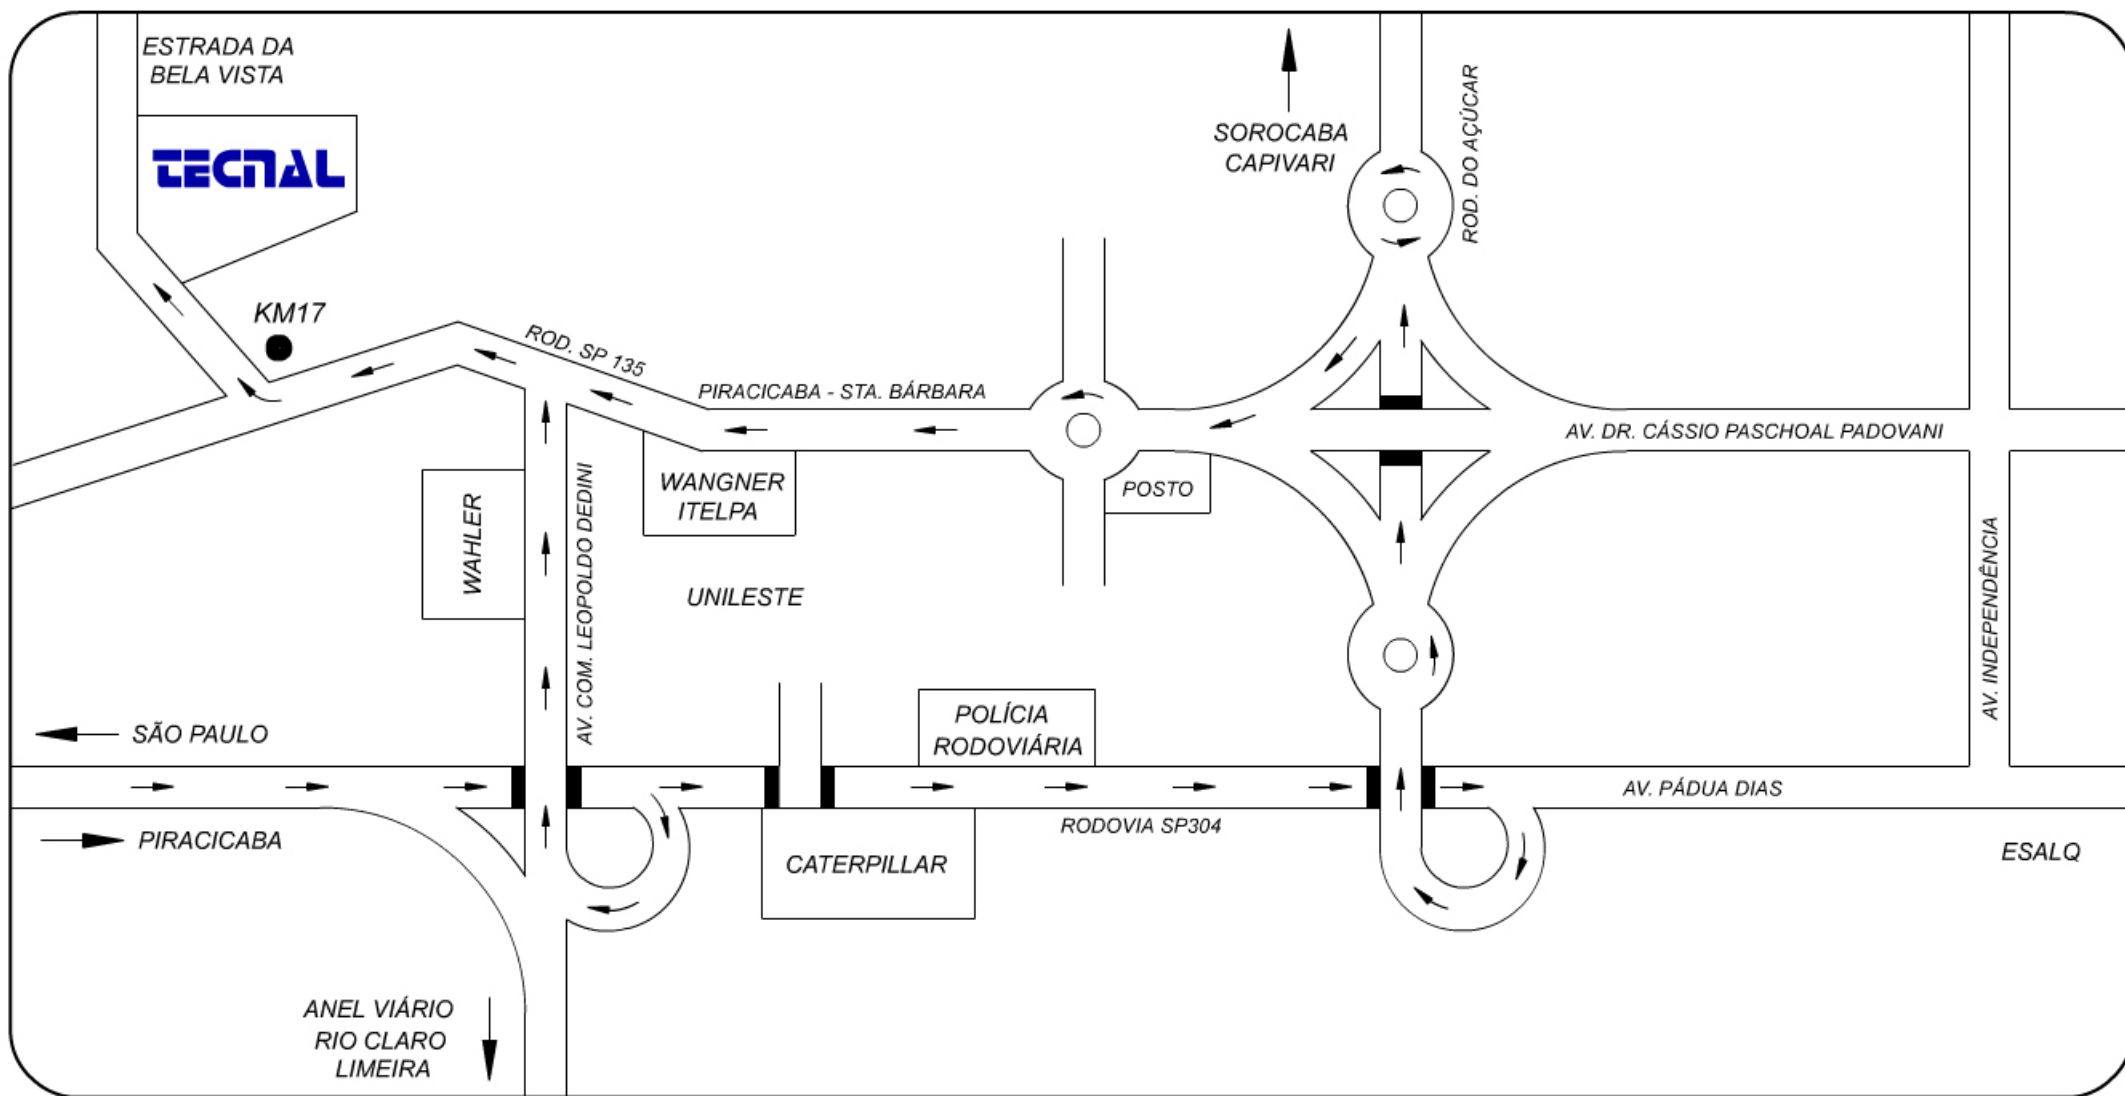 ESTRADA DA
BELA VISTA
TECNAL
KM17
ROD. SP 135
PIRACICABA - STA. BÁRBARA
SOROCABA
CAPIVARI
ROD. DO AÇÚCAR
AV. DR. CÁSSIO PASCHOAL PADOVANI
WAHLER
AV. COM. LEOPOLDO DEDINI
WANGNER
ITELPA
UNILESTE
POSTO
AV. INDEPENDÊNCIA
SÃO PAULO
POLÍCIA
RODOVIÁRIA
AV. PÁDUA DIAS
PIRACICABA
CATERPILLAR
RODOVIA SP304
ESALQ
ANEL VIÁRIO
RIO CLARO
LIMEIRA